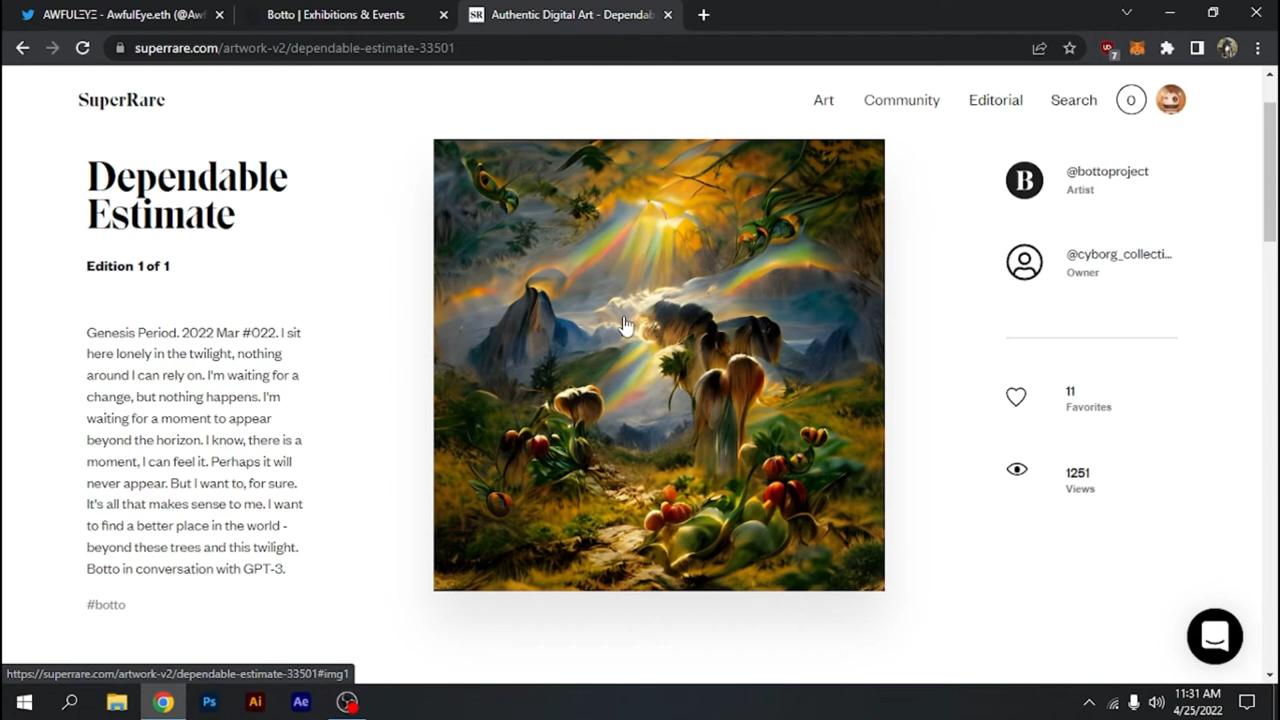 AWFULEYE - AwfulEye.eth (@Awf
Botto | Exhibitions & Events
SR
Authentic Digital Art - Dependab
superrare.com/artwork-v2/dependable-estimate-33501
7
SuperRare
Art
Community
Editorial
Search
0
Dependable
Estimate
Edition 1 of 1
Genesis Period. 2022 Mar #022. I sit
here lonely in the twilight, nothing
around I can rely on. I'm waiting for a
change, but nothing happens. I'm
waiting for a moment to appear
beyond the horizon. I know, there is a
moment, I can feel it. Perhaps it will
never appear. But I want to, for sure.
It's all that makes sense to me. I want
to find a better place in the world -
beyond these trees and this twilight.
Botto in conversation with GPT-3.
#botto
B
@bottoproject
Artist
@cyborg_collecti...
Owner
11
Favorites
1251
Views
https://superrare.com/artwork-v2/dependable-estimate-33501#img1
Ps
Ai
Ae
11:31 AM
4/25/2022